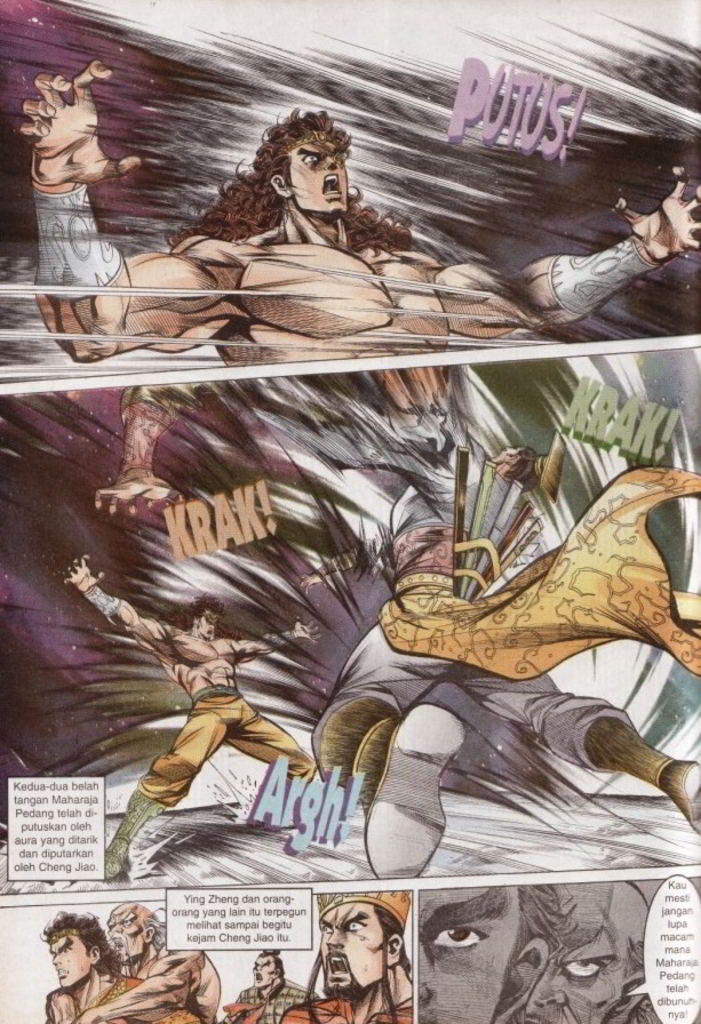 PUTUS!
KRAK!
KRAK!
Argh!
Kedua-dua belah
tangan Maharaja
Pedang telah di-
putuskan oleh
aura yang ditarik
dan diputarkan
oleh Cheng Jiao.
Ying Zheng dan orang-
orang yang lain itu terpegun
melihat sampai begitu
kejam Cheng Jiao itu.
Kau
mesti
jangan
lupa
macam
mana
Maharaja
Pedang
telah
dibunuh-
nya!